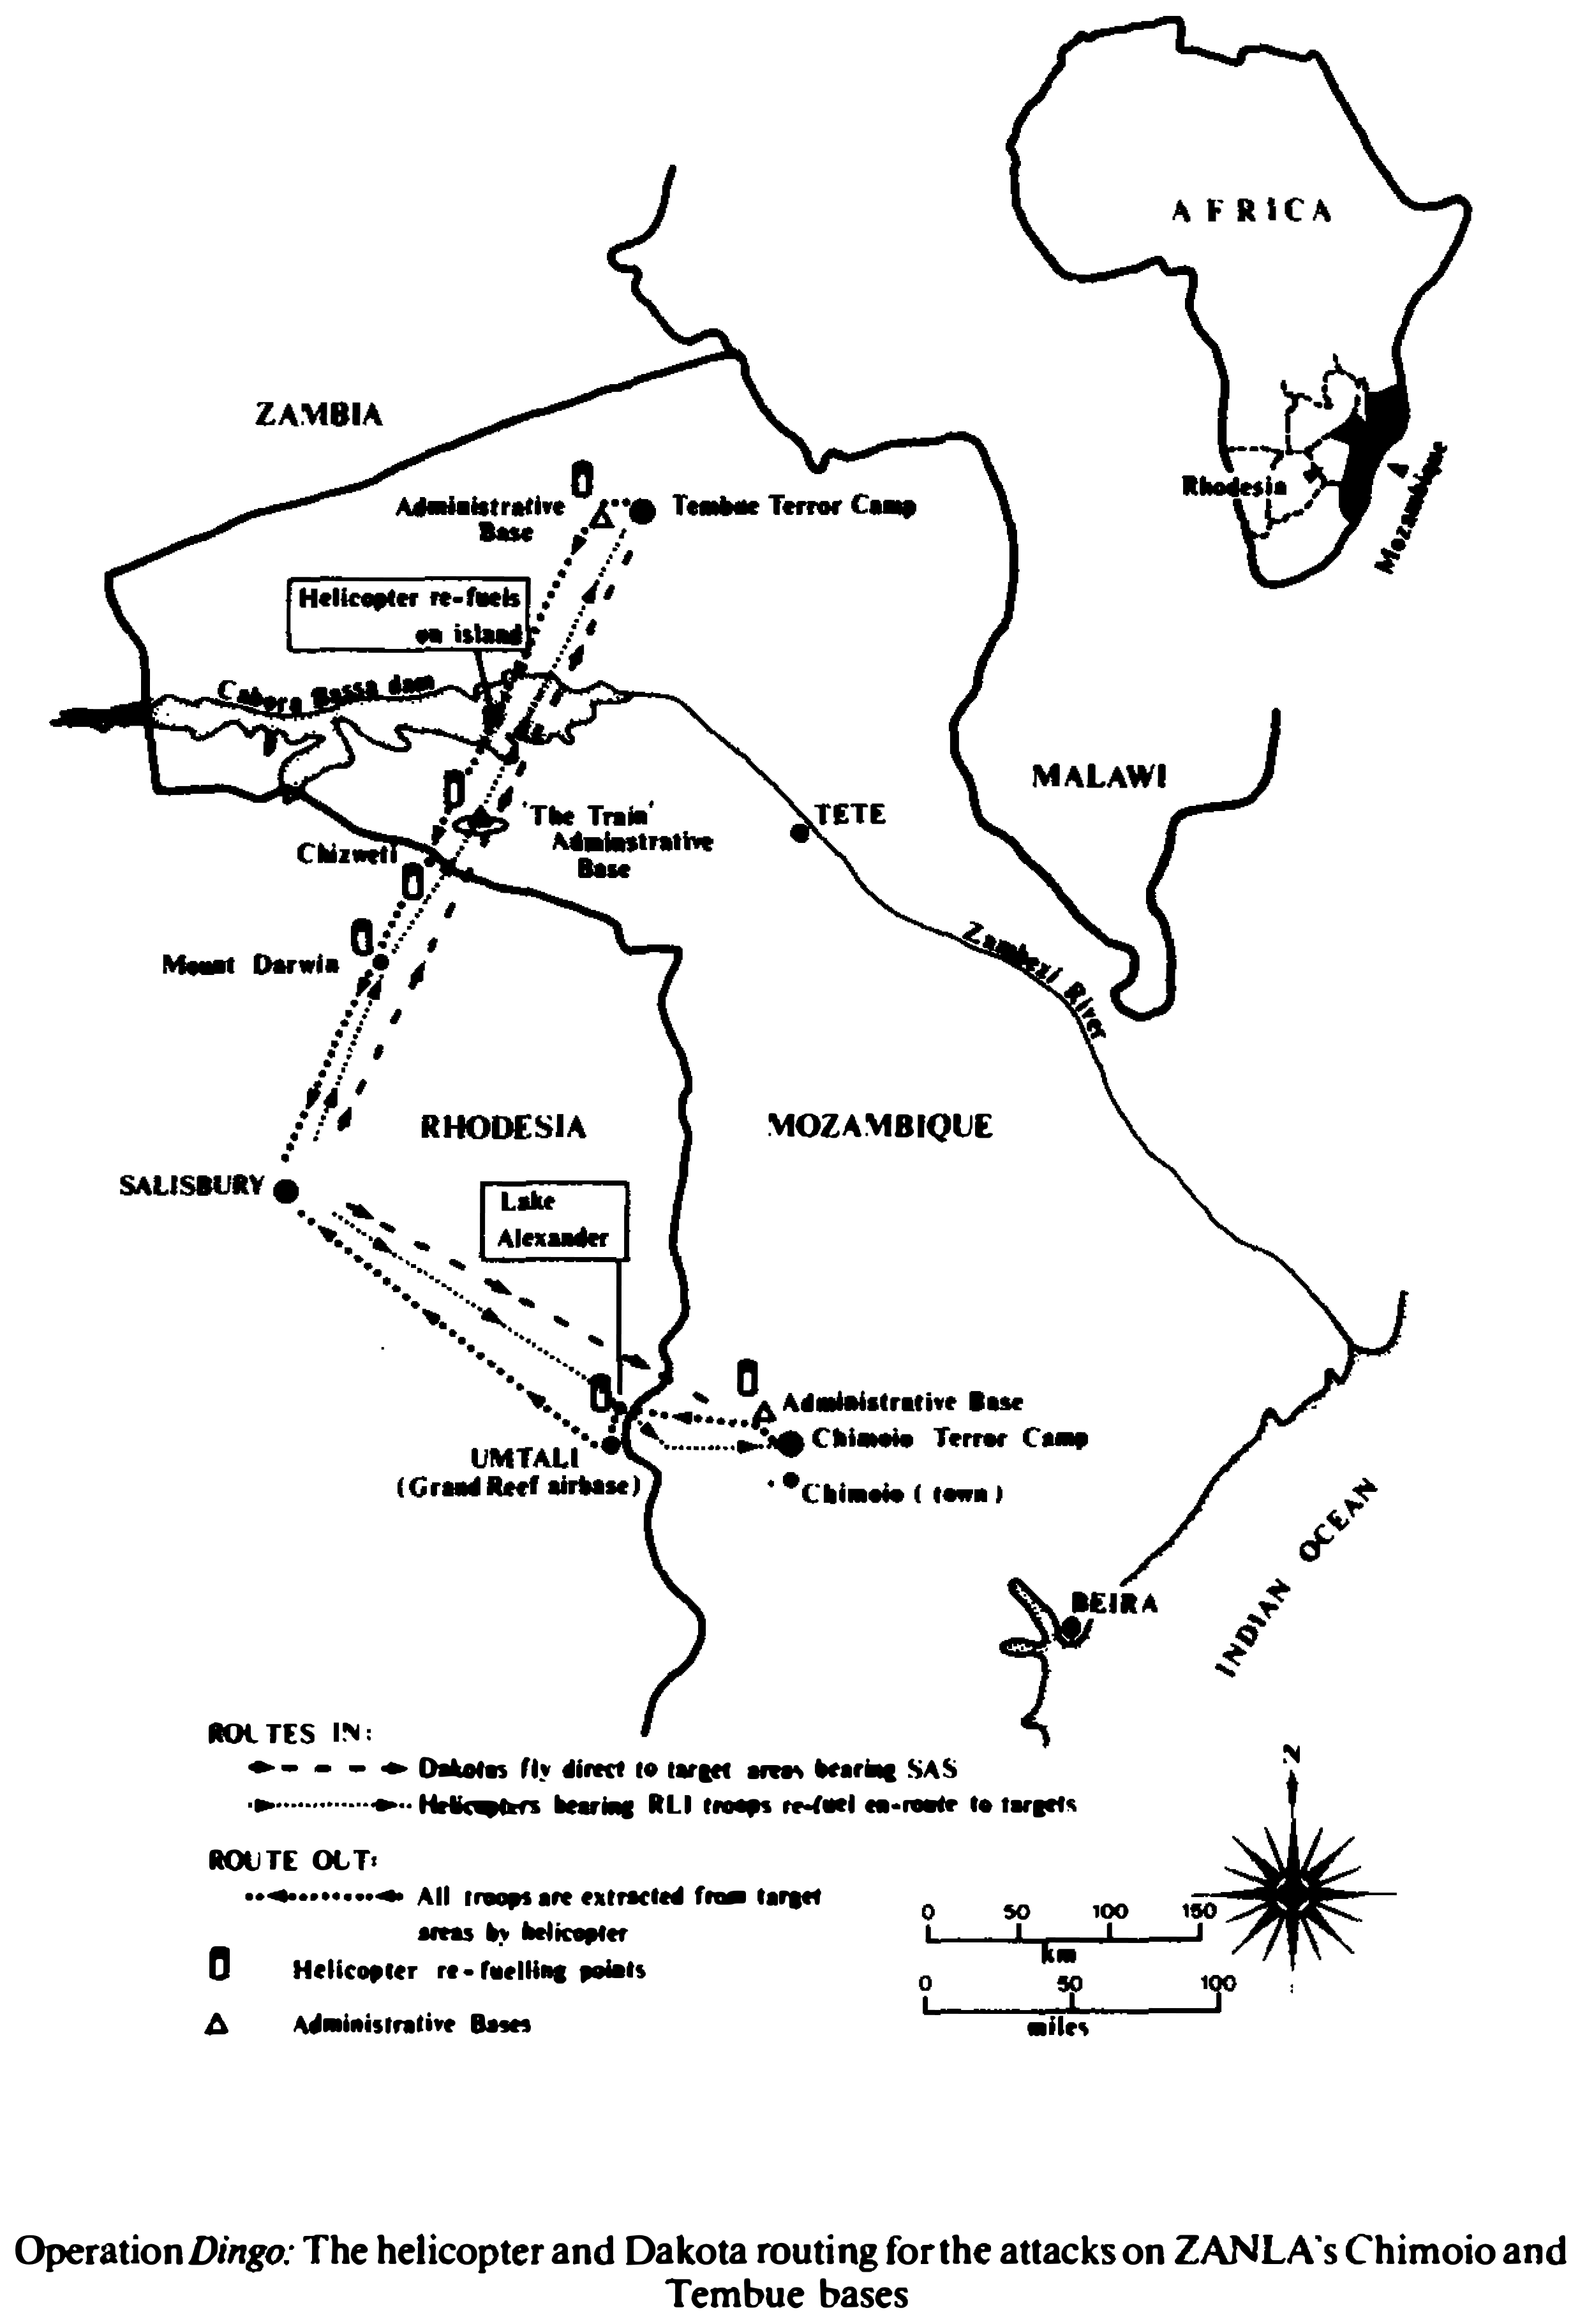 AFRICA
Rhodesia
Mozambique
ZAMBIA
Administrative
Base
Tembue Terror Camp
Helicopter re-fuels
on island
Cabora Bassa dam
MALAWI
'The Train'
Adminstrative
Base
TETE
Chizweti
Mount Darwin
Zambezi River
RHODESIA
MOZAMBIQUE
SALISBURY
Lake
Alexander
Administrative Base
Chimoio Terror Camp
UMTALI
(Grand Reef airbase)
Chimoio (town)
BEIRA
INDIAN OCEAN
ROUTES IN:
Dakotas fly direct to target areas bearing SAS
Helicopters bearing RLI troops re-fuel en-route to targets
ROUTE OUT:
All troops are extracted from target
areas by helicopter
Helicopter re-fuelling points
Administrative Bases
N
0 50 100 150
km
0 50 100
miles
Operation Dingo: The helicopter and Dakota routing for the attacks on ZANLA's Chimoio and
Tembue bases